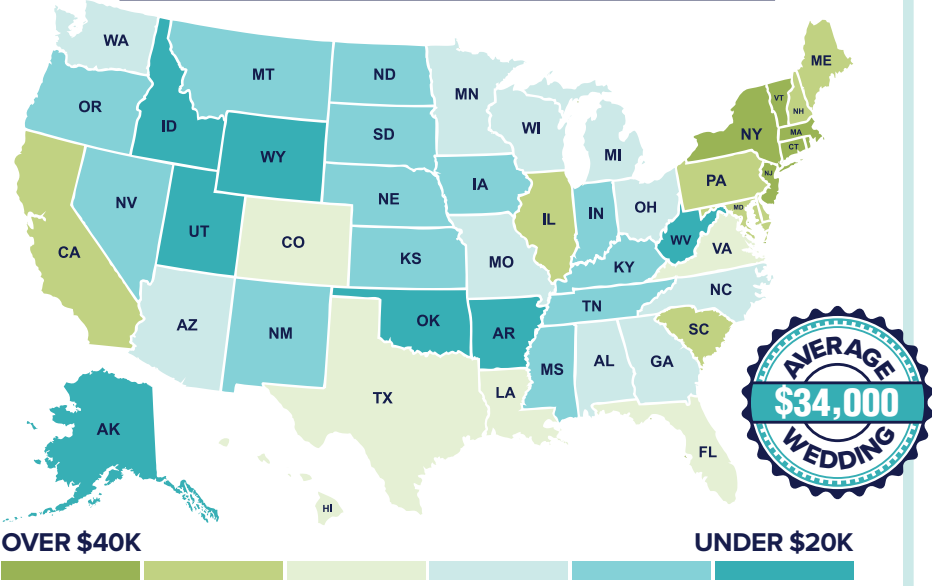 WA
ME
MT
ND
MN
VT
NH
OR
ID
SD
WI
NY
MA
CT
WY
MI
NJ
PA
NE
IA
NV
IL
IN
OH
MD
UT
CO
WV
VA
CA
KS
MO
KY
NC
AZ
NM
OK
AR
TN
SC
MS
AL
GA
TX
LA
AVERAGE
$34,000
WEDDING
AK
FL
HI
OVER $40K
UNDER $20K